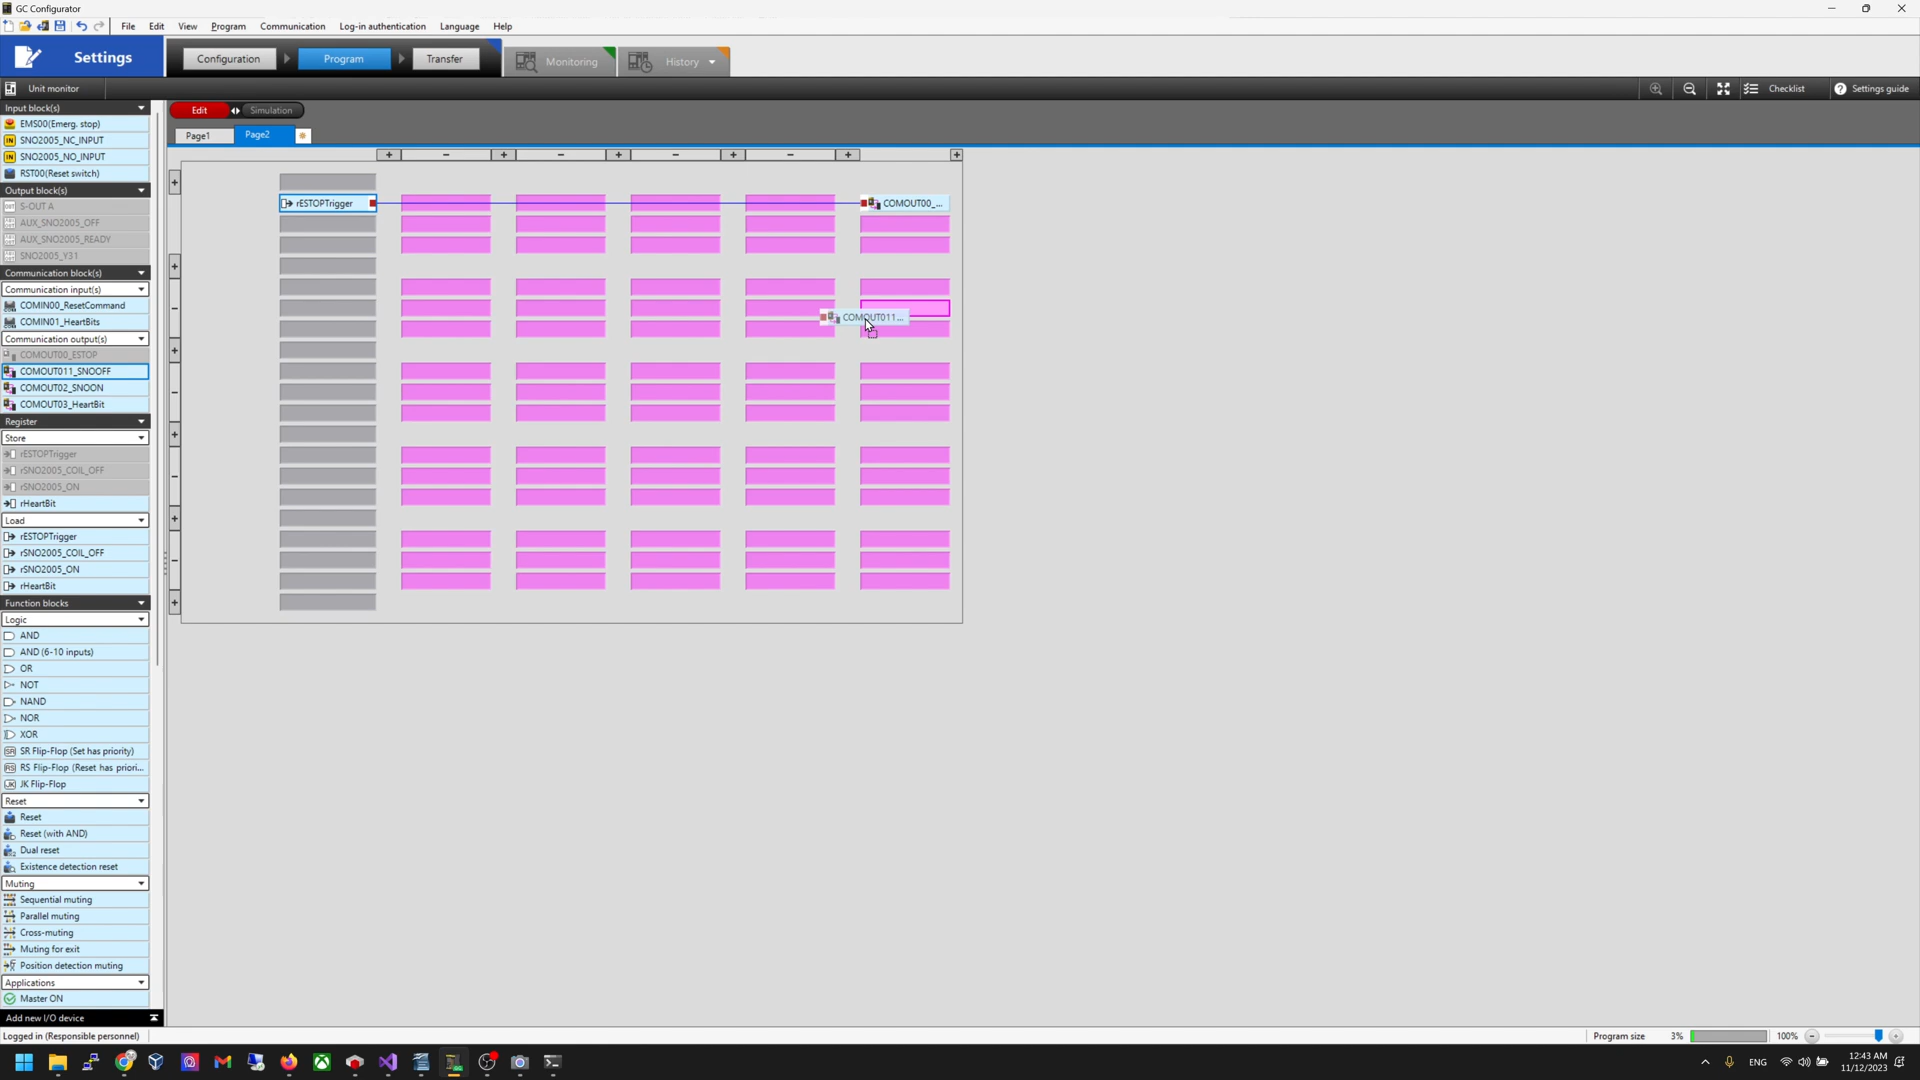 GC Configurator
File Edit View Program Communication Log-in authentication Language Help
Settings Configuration Program Transfer Monitoring History
Unit monitor Checklist Settings guide
Input block(s) Edit Simulation
EMS00(Emerg. stop) Page1 Page2
SNO2005_NC_INPUT
SNO2005_NO_INPUT
RST00(Reset switch)
Output block(s)
S-OUT A rESTOPTrigger COMOUT00_...
AUX_SNO2005_OFF
AUX_SNO2005_READY
SNO2005_Y31
Communication block(s)
Communication input(s)
COMIN00_ResetCommand
COMIN01_HeartBits COMOUT011...
Communication output(s)
COMOUT00_ESTOP
COMOUT011_SNOOFF
COMOUT02_SNOON
COMOUT03_HeartBit
Register
Store
rESTOPTrigger
rSNO2005_COIL_OFF
rSNO2005_ON
rHeartBit
Load
rESTOPTrigger
rSNO2005_COIL_OFF
rSNO2005_ON
rHeartBit
Function blocks
Logic
AND
AND (6-10 inputs)
OR
NOT
NAND
NOR
XOR
SR Flip-Flop (Set has priority)
RS Flip-Flop (Reset has priori...
JK Flip-Flop
Reset
Reset
Reset (with AND)
Dual reset
Existence detection reset
Muting
Sequential muting
Parallel muting
Cross-muting
Muting for exit
Position detection muting
Applications
Master ON
Add new I/O device
Logged in (Responsible personnel) Program size 3% 100%
ENG 12:43 AM
11/12/2023